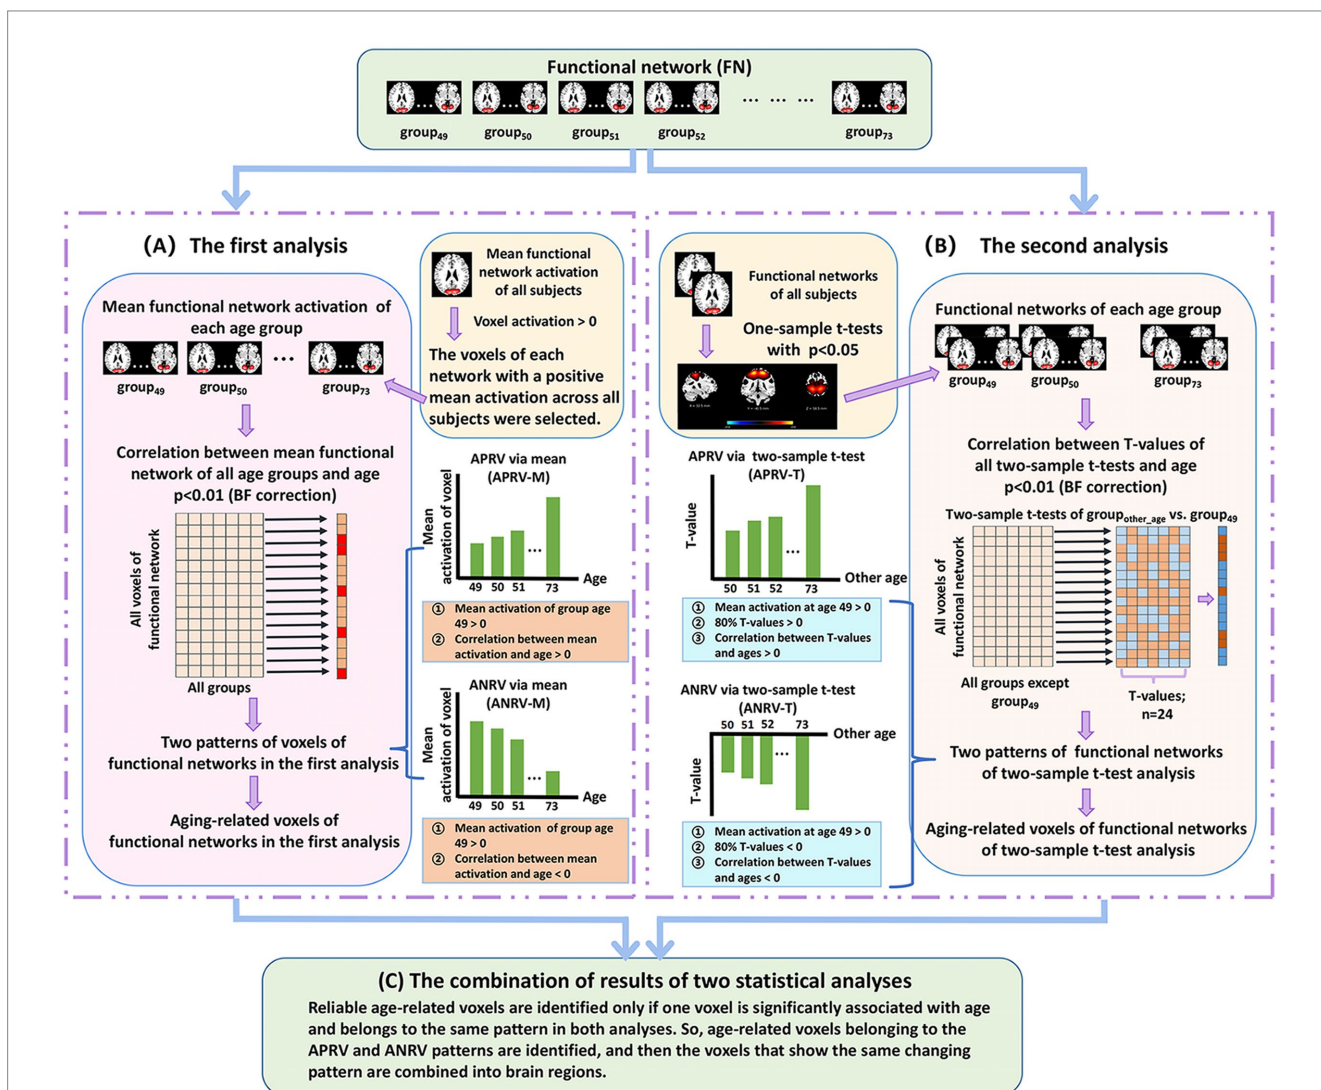 Functional network (FN)
... ... ... ... ... ... ... ...
group49 group50 group51 group52 group73
(A) The first analysis
Mean functional network activation of
each age group
... ... ... ...
group49 group50 group73
Correlation between mean functional
network of all age groups and age
p<0.01 (BF correction)
All voxels of
functional network
All groups
Two patterns of voxels of
functional networks in the first analysis
Aging-related voxels of
functional networks in the first analysis
Mean functional
network activation
of all subjects
Voxel activation > 0
The voxels of each
network with a positive
mean activation across all
subjects were selected.
APRV via mean
(APRV-M)
Mean
activation of voxel
...
49 50 51 73 Age
① Mean activation of group age
49 > 0
② Correlation between mean
activation and age > 0
ANRV via mean
(ANRV-M)
Mean
activation of voxel
...
49 50 51 73 Age
① Mean activation of group age
49 > 0
② Correlation between mean
activation and age < 0
(B) The second analysis
Functional networks
of all subjects
One-sample t-tests
with p<0.05
APRV via two-sample t-test
(APRV-T)
T-value
...
50 51 52 73 Other age
① Mean activation at age 49 > 0
② 80% T-values > 0
③ Correlation between T-values
and ages > 0
ANRV via two-sample t-test
(ANRV-T)
50 51 52 73 Other age
...
T-value
① Mean activation at age 49 > 0
② 80% T-values < 0
③ Correlation between T-values
and ages < 0
Functional networks of each age group
... ... ...
group49 group50 group73
Correlation between T-values of
all two-sample t-tests and age
p<0.01 (BF correction)
Two-sample t-tests of groupother_age vs. group49
All voxels of
functional network
All groups except
group49
T-values;
n=24
Two patterns of functional networks
of two-sample t-test analysis
Aging-related voxels of functional networks
of two-sample t-test analysis
(C) The combination of results of two statistical analyses
Reliable age-related voxels are identified only if one voxel is significantly associated with age
and belongs to the same pattern in both analyses. So, age-related voxels belonging to the
APRV and ANRV patterns are identified, and then the voxels that show the same changing
pattern are combined into brain regions.